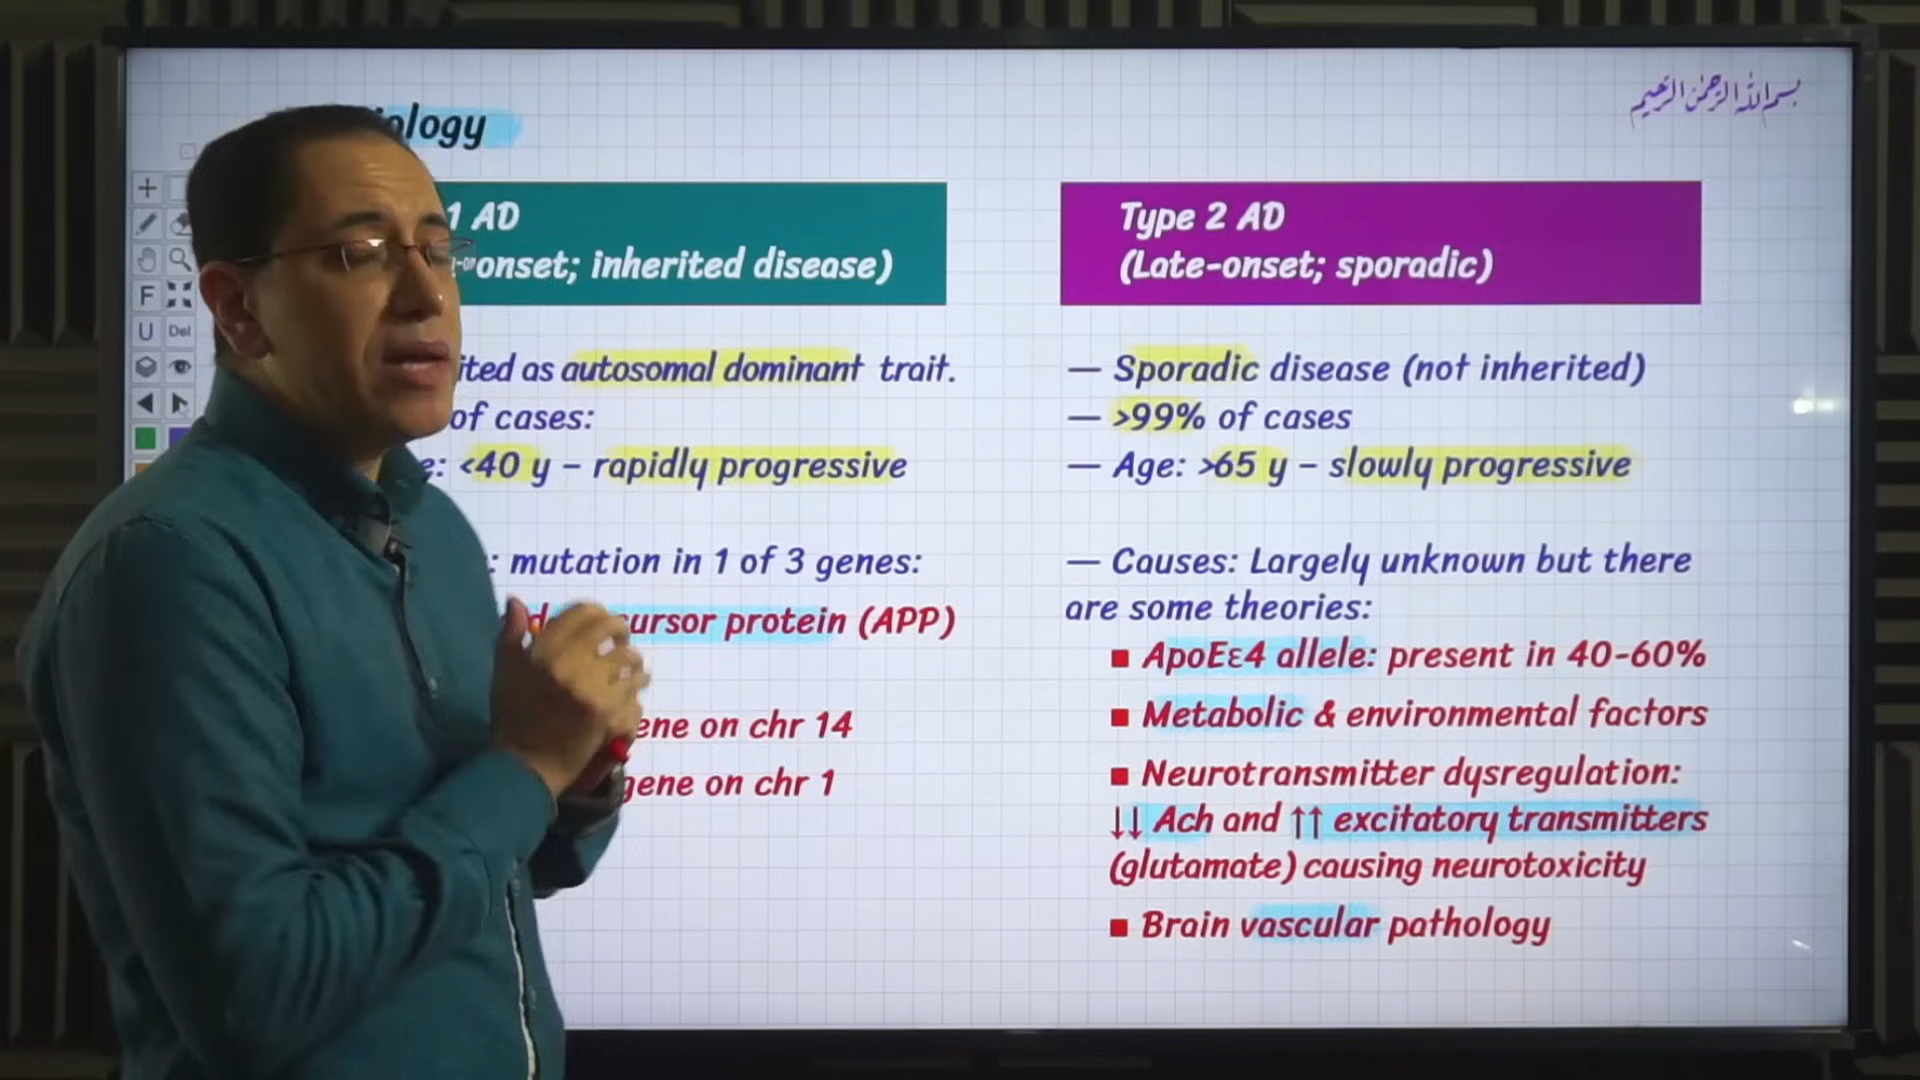 بسم الله الرحمن الرحيم
ology
1 AD
onset; inherited disease)
ited as autosomal dominant trait.
of cases:
e: <40 y – rapidly progressive
: mutation in 1 of 3 genes:
cursor protein (APP)
ene on chr 14
gene on chr 1
Type 2 AD
(Late-onset; sporadic)
— Sporadic disease (not inherited)
— >99% of cases
— Age: >65 y – slowly progressive
— Causes: Largely unknown but there
are some theories:
■ ApoEε4 allele: present in 40-60%
■ Metabolic & environmental factors
■ Neurotransmitter dysregulation:
↓↓ Ach and ↑↑ excitatory transmitters
(glutamate) causing neurotoxicity
■ Brain vascular pathology
F
U Del